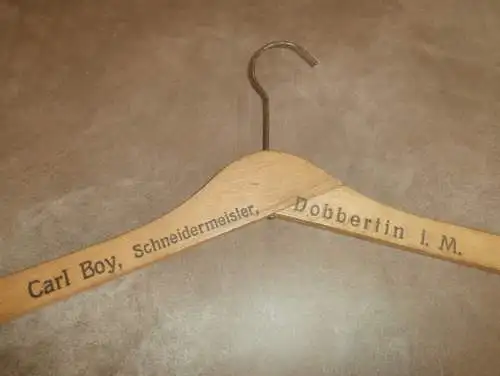 Carl Boy, Schneidermeister, Dobbertin i. M.